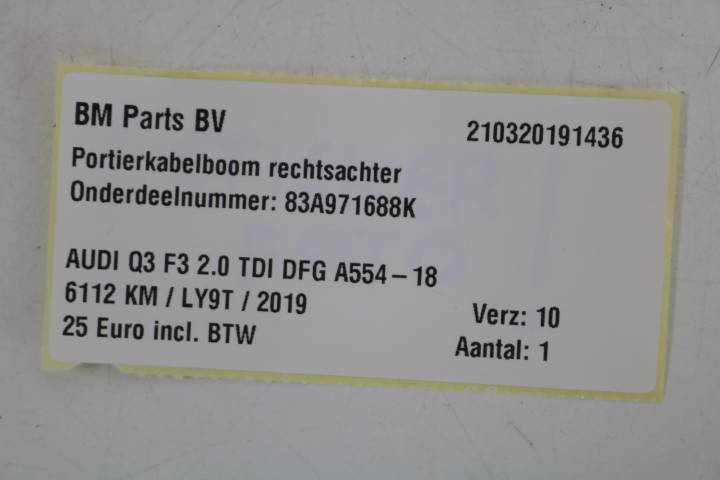 BM Parts BV
210320191436
Portierkabelboom rechtsachter
Onderdeelnummer: 83A971688K
AUDI Q3 F3 2.0 TDI DFG A554-18
6112 KM / LY9T / 2019
Verz: 10
25 Euro incl. BTW
Aantal: 1